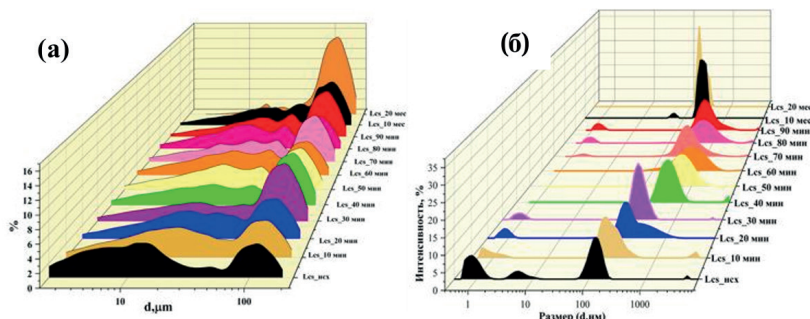 (а)
16
14
12
10
8
6
4
2
0
%
10
100
d,μm
Lcs_20 мес
Lcs_10 мес
Lcs_90 мин
Lcs_80 мин
Lcs_70 мин
Lcs_60 мин
Lcs_50 мин
Lcs_40 мин
Lcs_30 мин
Lcs_20 мин
Lcs_10 мин
Lcs_исх
(б)
35
30
25
20
15
10
5
0
Интенсивность, %
1
10
100
1000
Размер (d.нм)
Lcs_20 мес
Lcs_10 мес
Lcs_90 мин
Lcs_80 мин
Lcs_70 мин
Lcs_60 мин
Lcs_50 мин
Lcs_40 мин
Lcs_30 мин
Lcs_20 мин
Lcs_10 мин
Lcs_исх